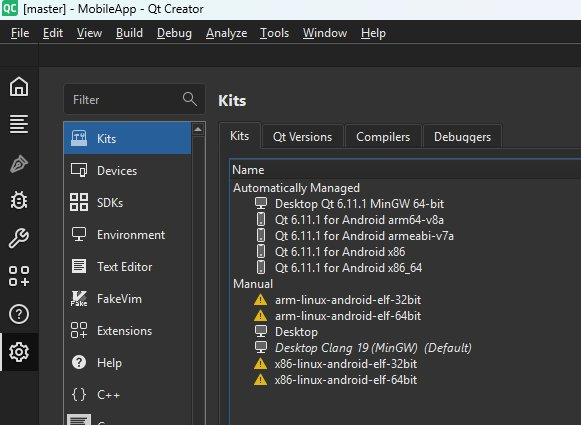 QC [master] - MobileApp - Qt Creator
File Edit View Build Debug Analyze Tools Window Help
Filter
Kits
Kits
Devices
SDKs
Environment
Text Editor
FakeVim
Extensions
Help
C++
Kits Qt Versions Compilers Debuggers
Name
Automatically Managed
Desktop Qt 6.11.1 MinGW 64-bit
Qt 6.11.1 for Android arm64-v8a
Qt 6.11.1 for Android armeabi-v7a
Qt 6.11.1 for Android x86
Qt 6.11.1 for Android x86_64
Manual
arm-linux-android-elf-32bit
arm-linux-android-elf-64bit
Desktop
Desktop Clang 19 (MinGW) (Default)
x86-linux-android-elf-32bit
x86-linux-android-elf-64bit